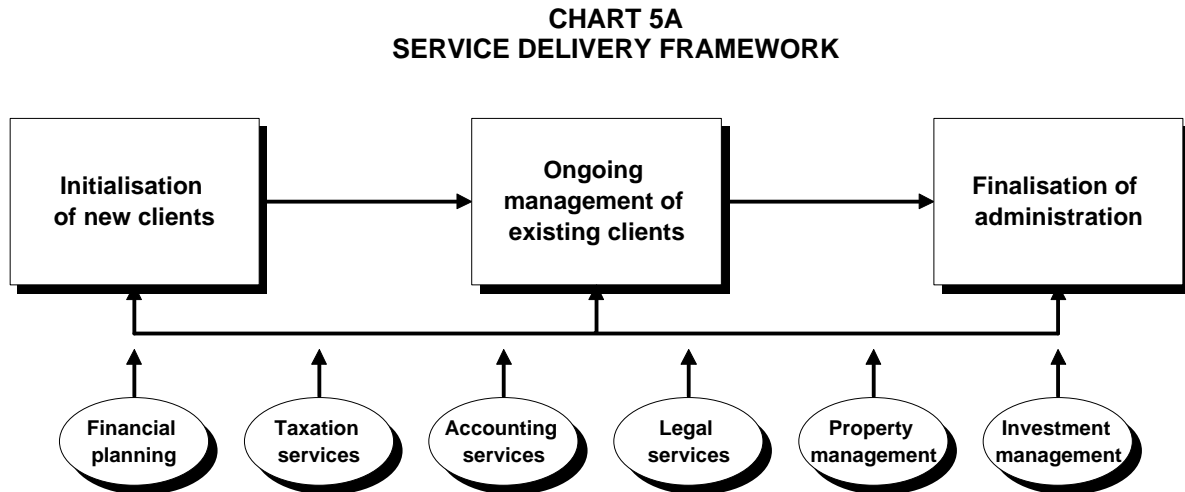 CHART 5A
SERVICE DELIVERY FRAMEWORK
Initialisation
of new clients
Ongoing
management of
existing clients
Finalisation of
administration
Financial
planning
Taxation
services
Accounting
services
Legal
services
Property
management
Investment
management